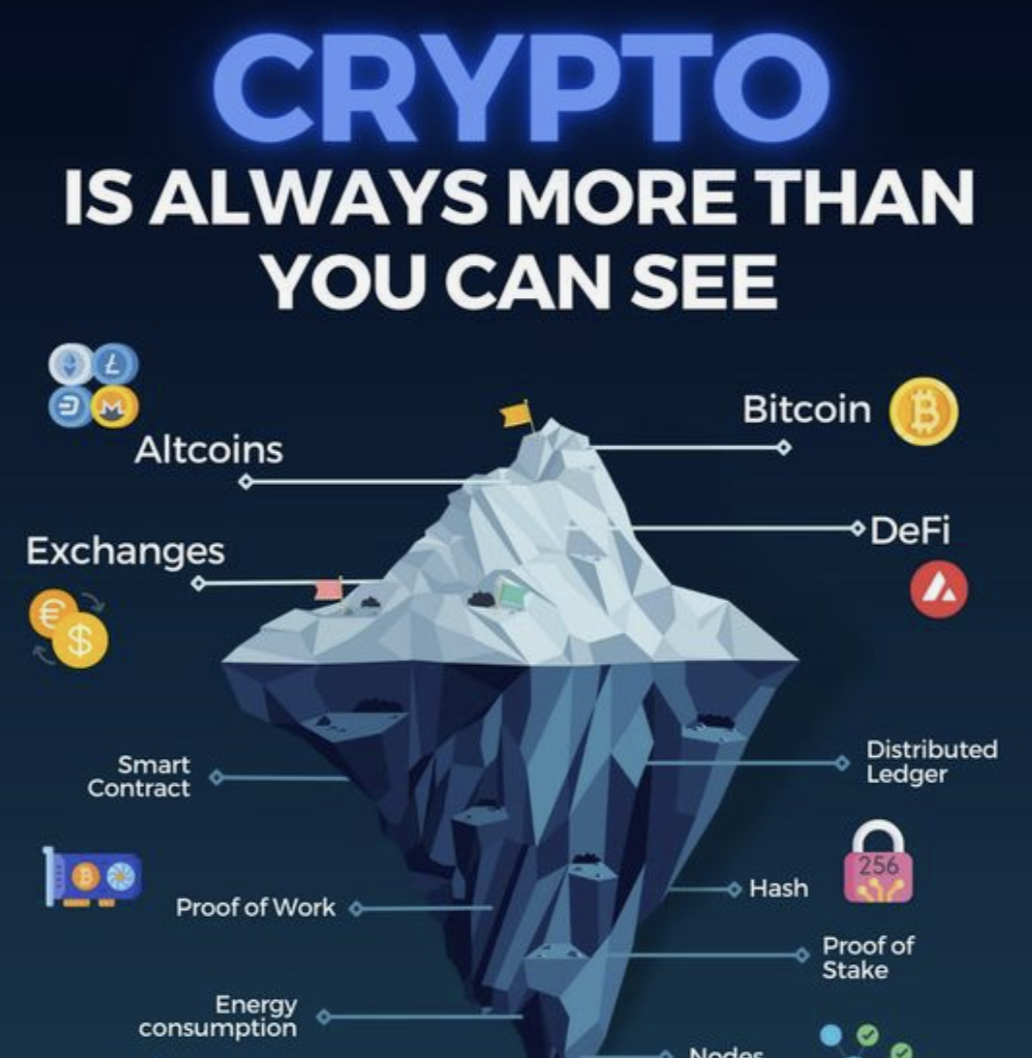 CRYPTO
IS ALWAYS MORE THAN
YOU CAN SEE
Bitcoin
Altcoins
DeFi
Exchanges
Smart
Contract
Distributed
Ledger
256
Hash
Proof of Work
Proof of
Stake
Energy
consumption
Nodes